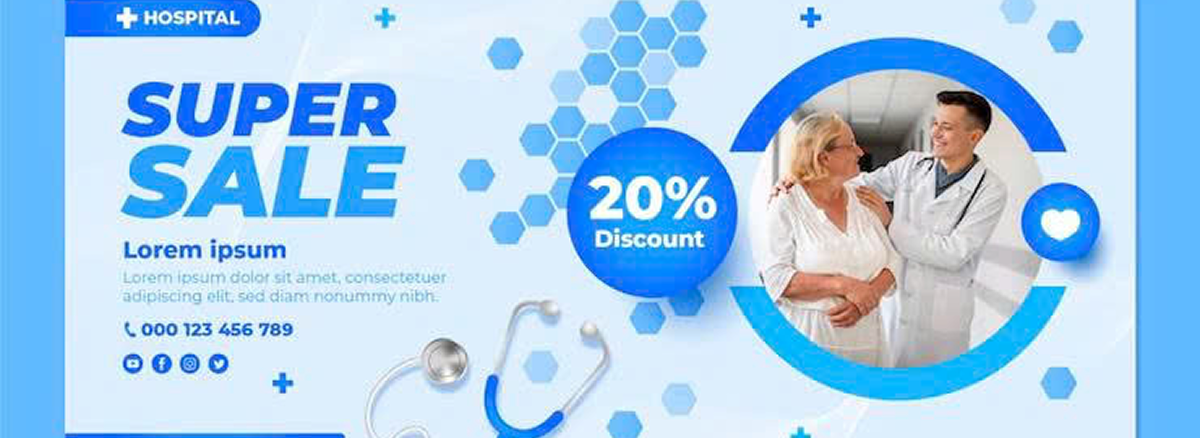 HOSPITAL
SUPER
SALE
Lorem ipsum
Lorem ipsum dolor sit amet, consectetuer
adipiscing elit, sed diam nonummy nibh.
000 123 456 789
20%
Discount